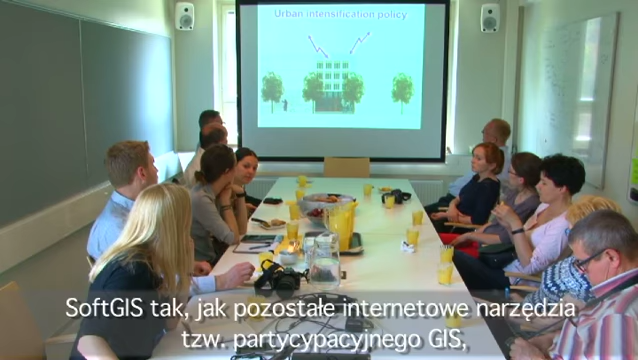 Urban intensification policy
SoftGIS tak, jak pozostałe internetowe narzędzia
tzw. partycypacyjnego GIS,